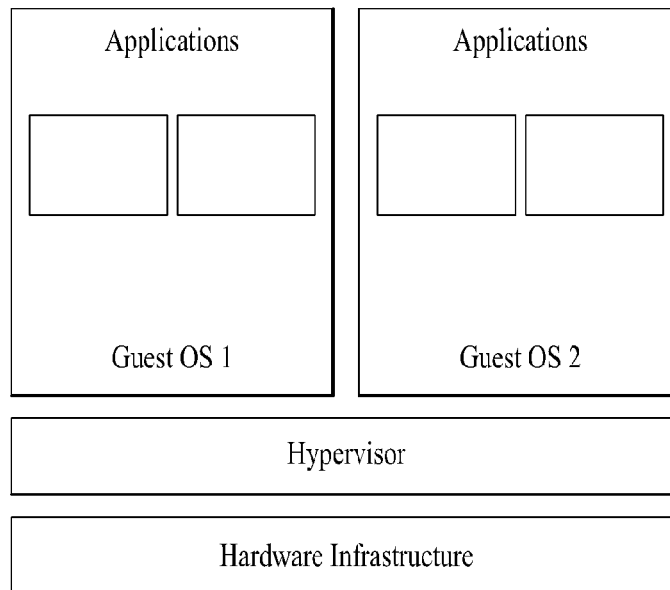 Applications
Applications
Guest OS 1
Guest OS 2
Hypervisor
Hardware Infrastructure